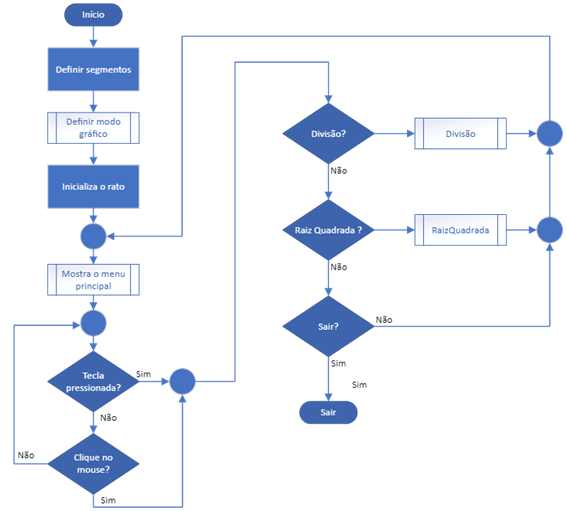 Início
Definir segmentos
Definir modo
gráfico
Inicializa o rato
Mostra o menu
principal
Tecla
pressionada?
Sim
Não
Clique no
mouse?
Não
Sim
Divisão?
Divisão
Não
Raiz Quadrada ?
RaizQuadrada
Não
Sair?
Não
Sim
Sim
Sair